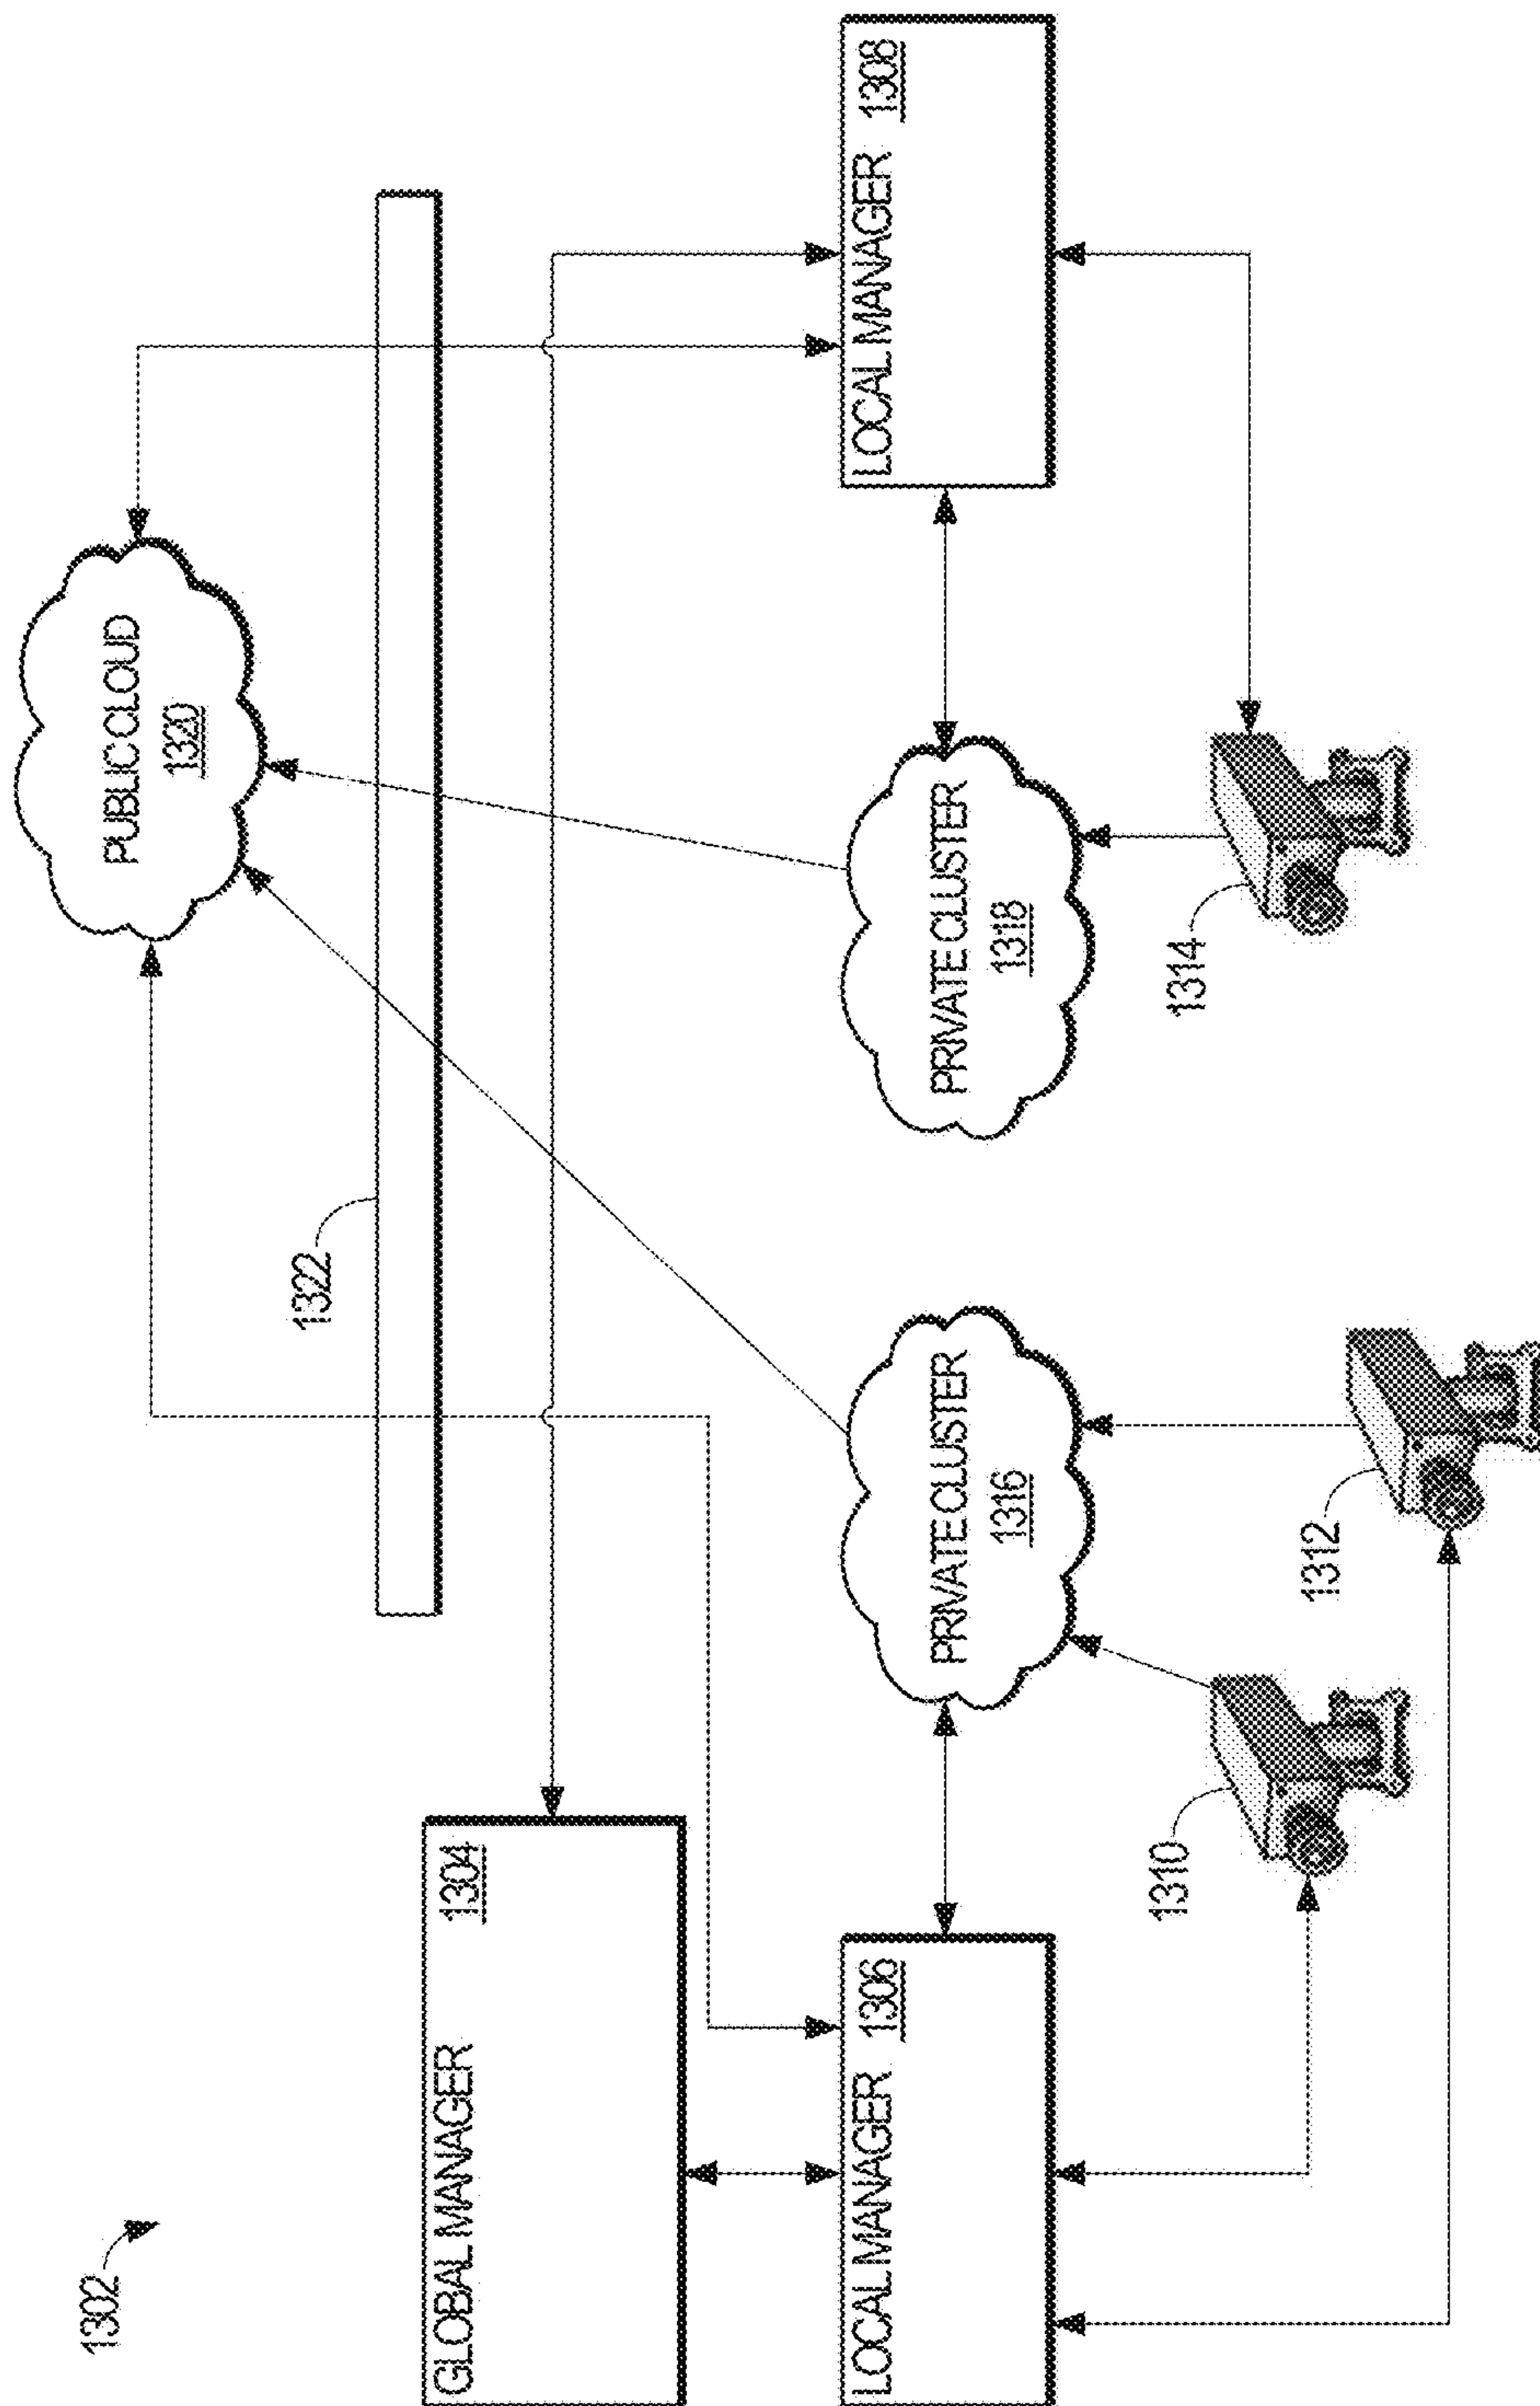 1302
GLOBAL MANAGER
1304
PUBLIC CLOUD
1320
1322
LOCAL MANAGER
1306
PRIVATE CLUSTER
1316
PRIVATE CLUSTER
1318
LOCAL MANAGER
1308
1310
1312
1314